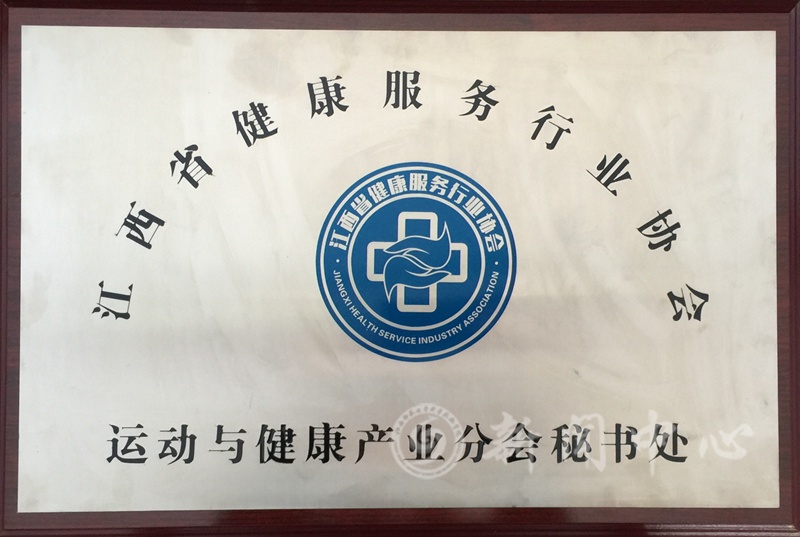 江西省健康服务行业协会
江西省健康服务行业协会
JIANGXI HEALTH SERVICE INDUSTRY ASSOCIATION
运动与健康产业分会秘书处
新闻中心